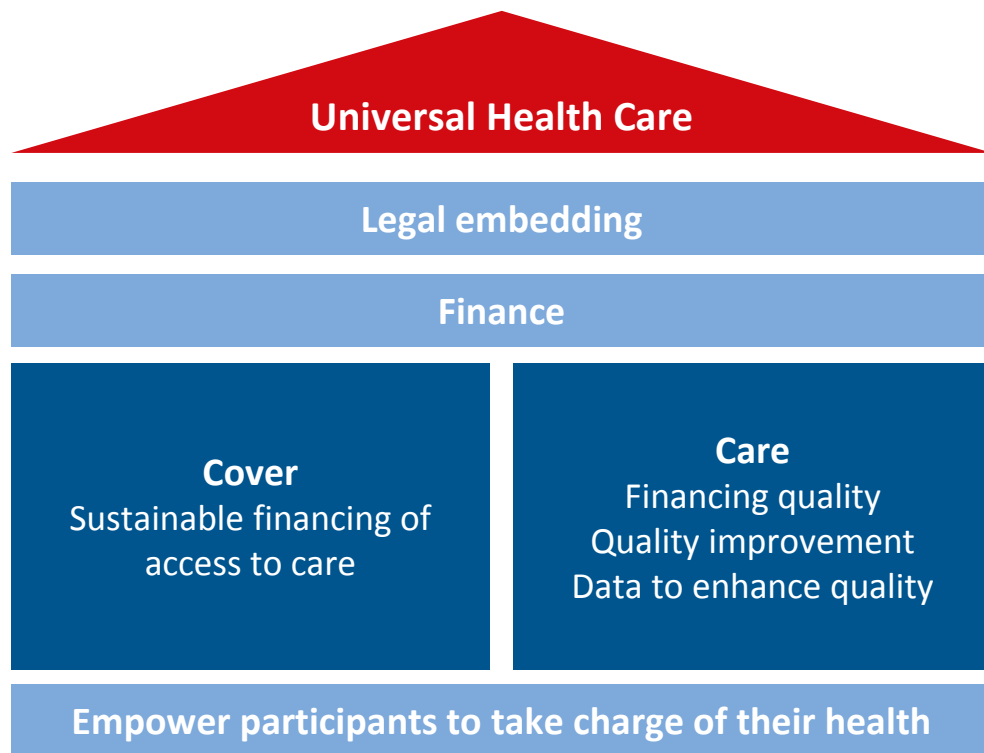 Universal Health Care
Legal embedding
Finance
Cover
Sustainable financing of
access to care
Care
Financing quality
Quality improvement
Data to enhance quality
Empower participants to take charge of their health